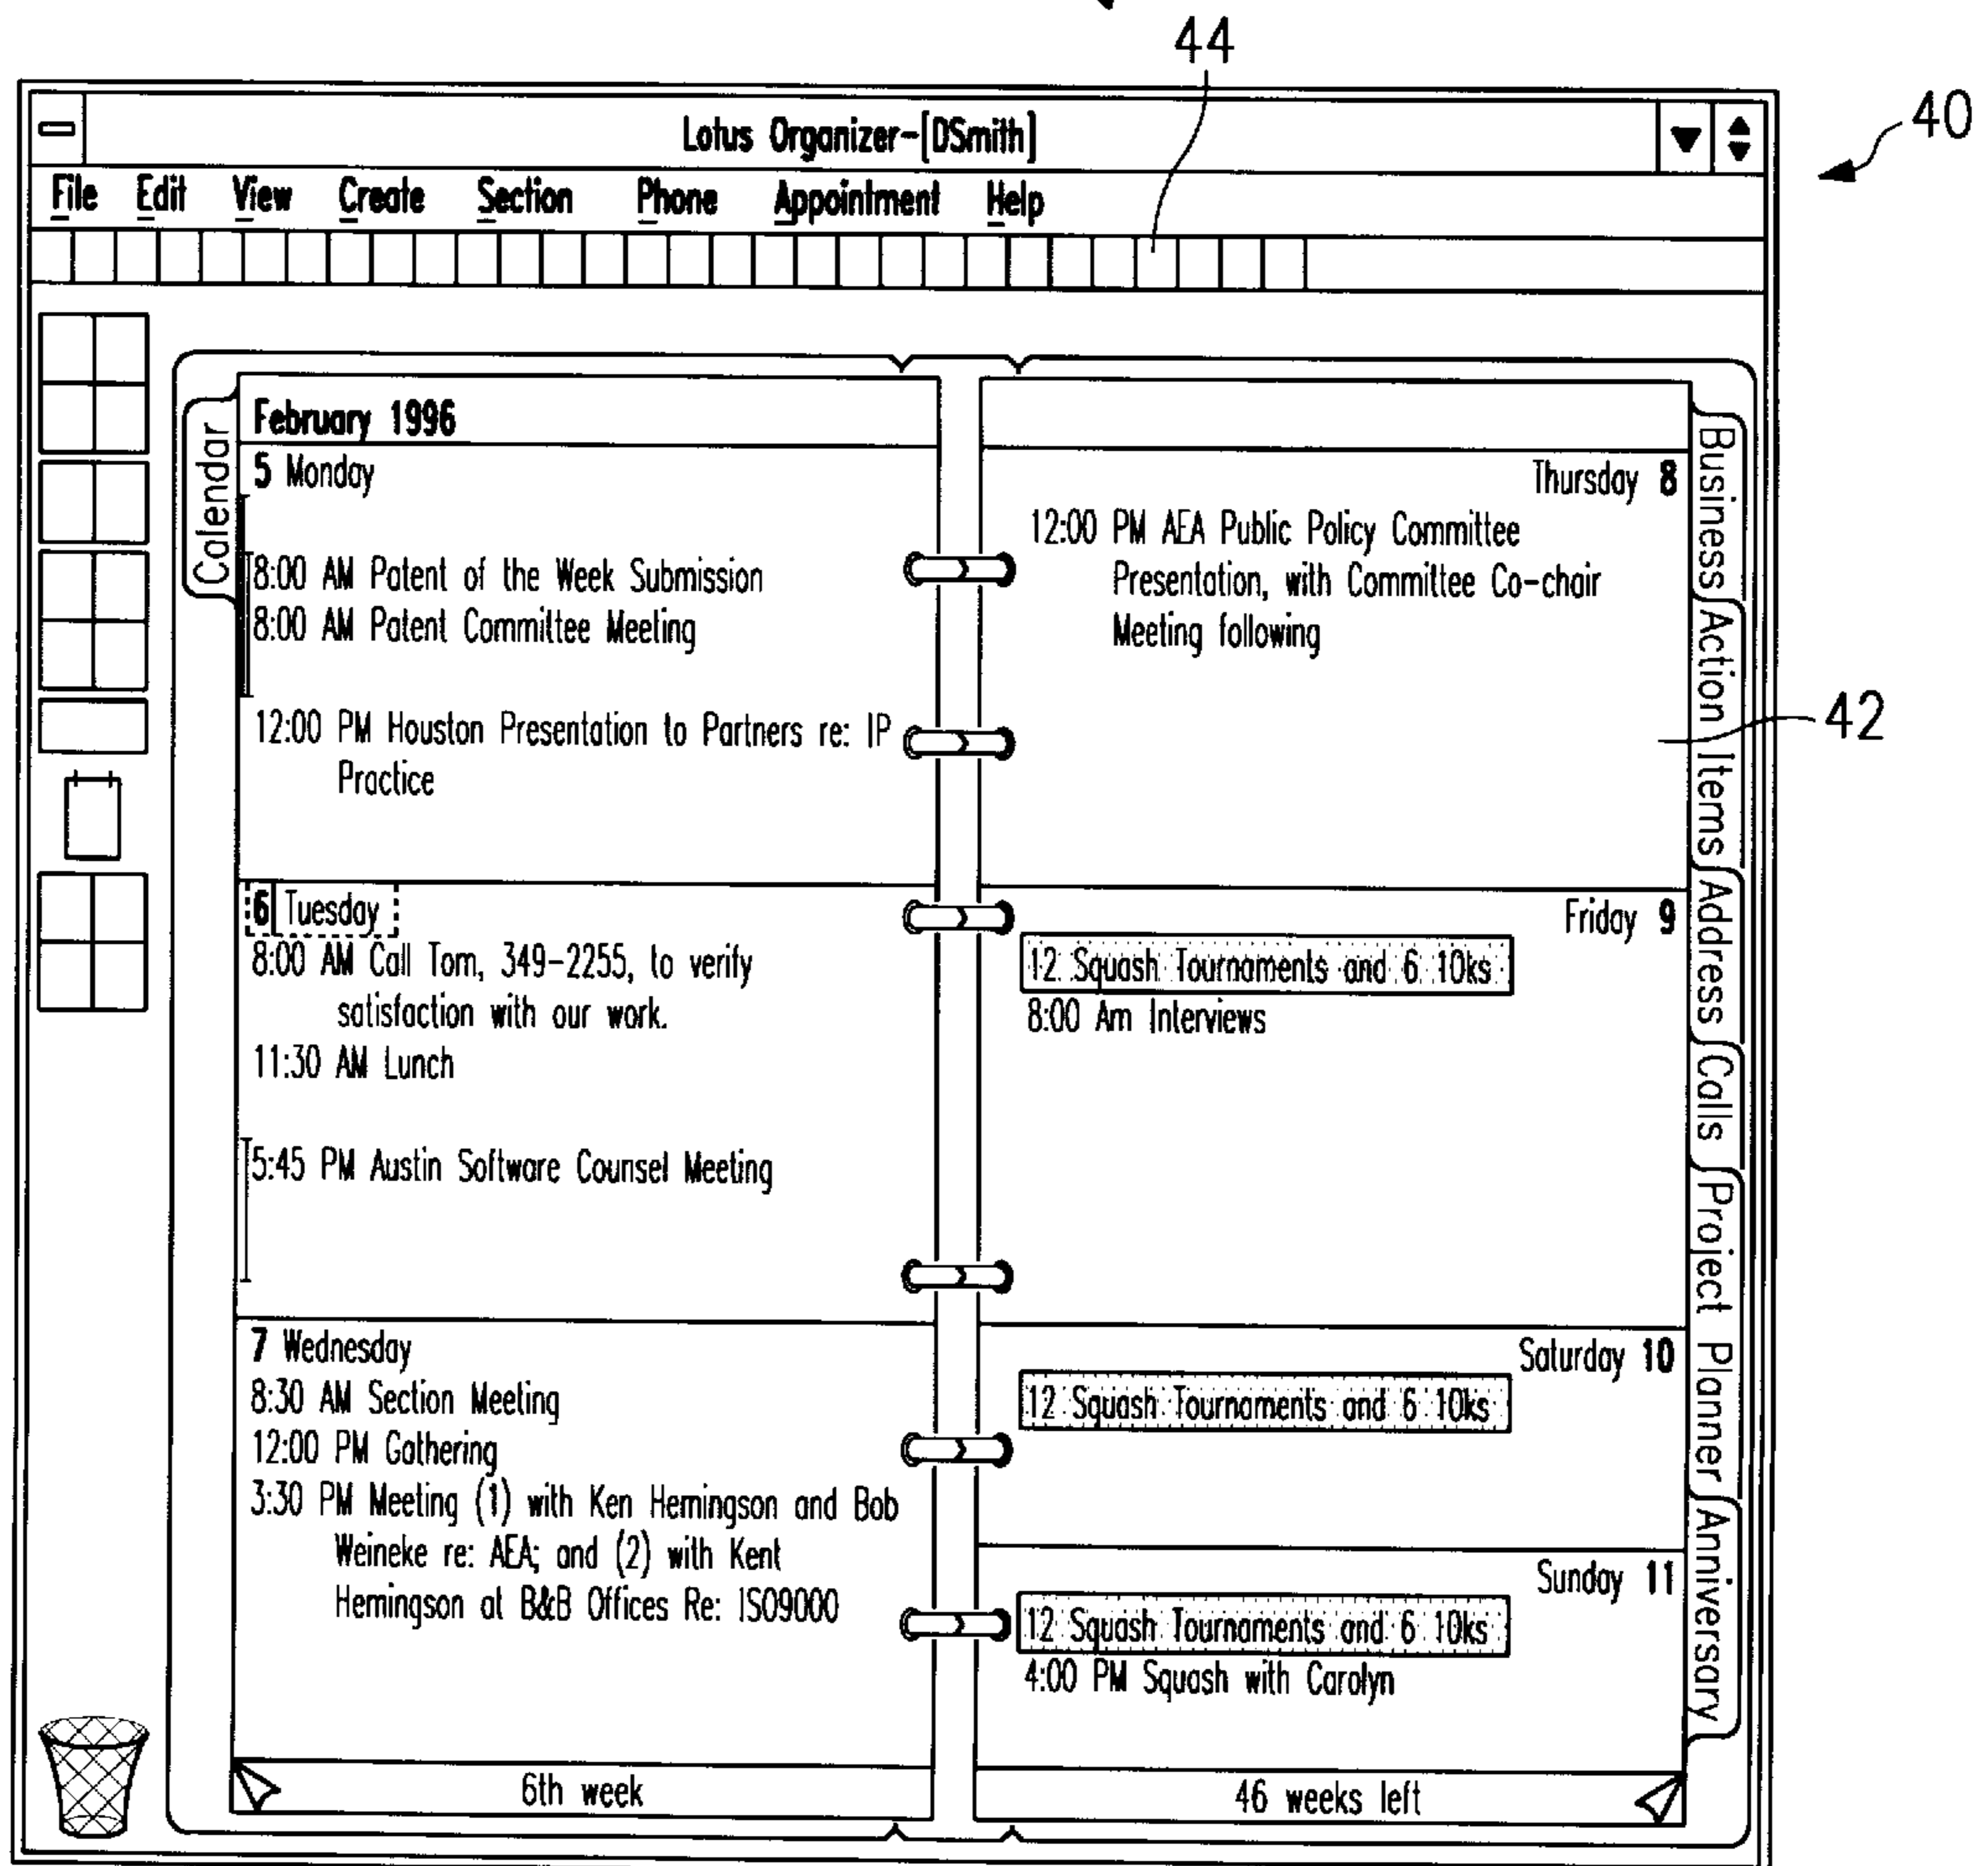 44
40
Lotus Organizer-[DSmith]
File Edit View Create Section Phone Appointment Help
Calendar
February 1996
5 Monday
8:00 AM Patent of the Week Submission
8:00 AM Patent Committee Meeting
12:00 PM Houston Presentation to Partners re: IP
Practice
6 Tuesday
8:00 AM Call Tom, 349-2255, to verify
satisfaction with our work.
11:30 AM Lunch
5:45 PM Austin Software Counsel Meeting
7 Wednesday
8:30 AM Section Meeting
12:00 PM Gathering
3:30 PM Meeting (1) with Ken Hemingson and Bob
Weineke re: AEA; and (2) with Kent
Hemingson at B&B Offices Re: ISO9000
6th week
Thursday 8
12:00 PM AEA Public Policy Committee
Presentation, with Committee Co-chair
Meeting following
Friday 9
12 Squash Tournaments and 6 10ks
8:00 Am Interviews
Saturday 10
12 Squash Tournaments and 6 10ks
Sunday 11
12 Squash Tournaments and 6 10ks
4:00 PM Squash with Carolyn
46 weeks left
Business
Action Items
Address
Calls
Project Planner
Anniversary
42